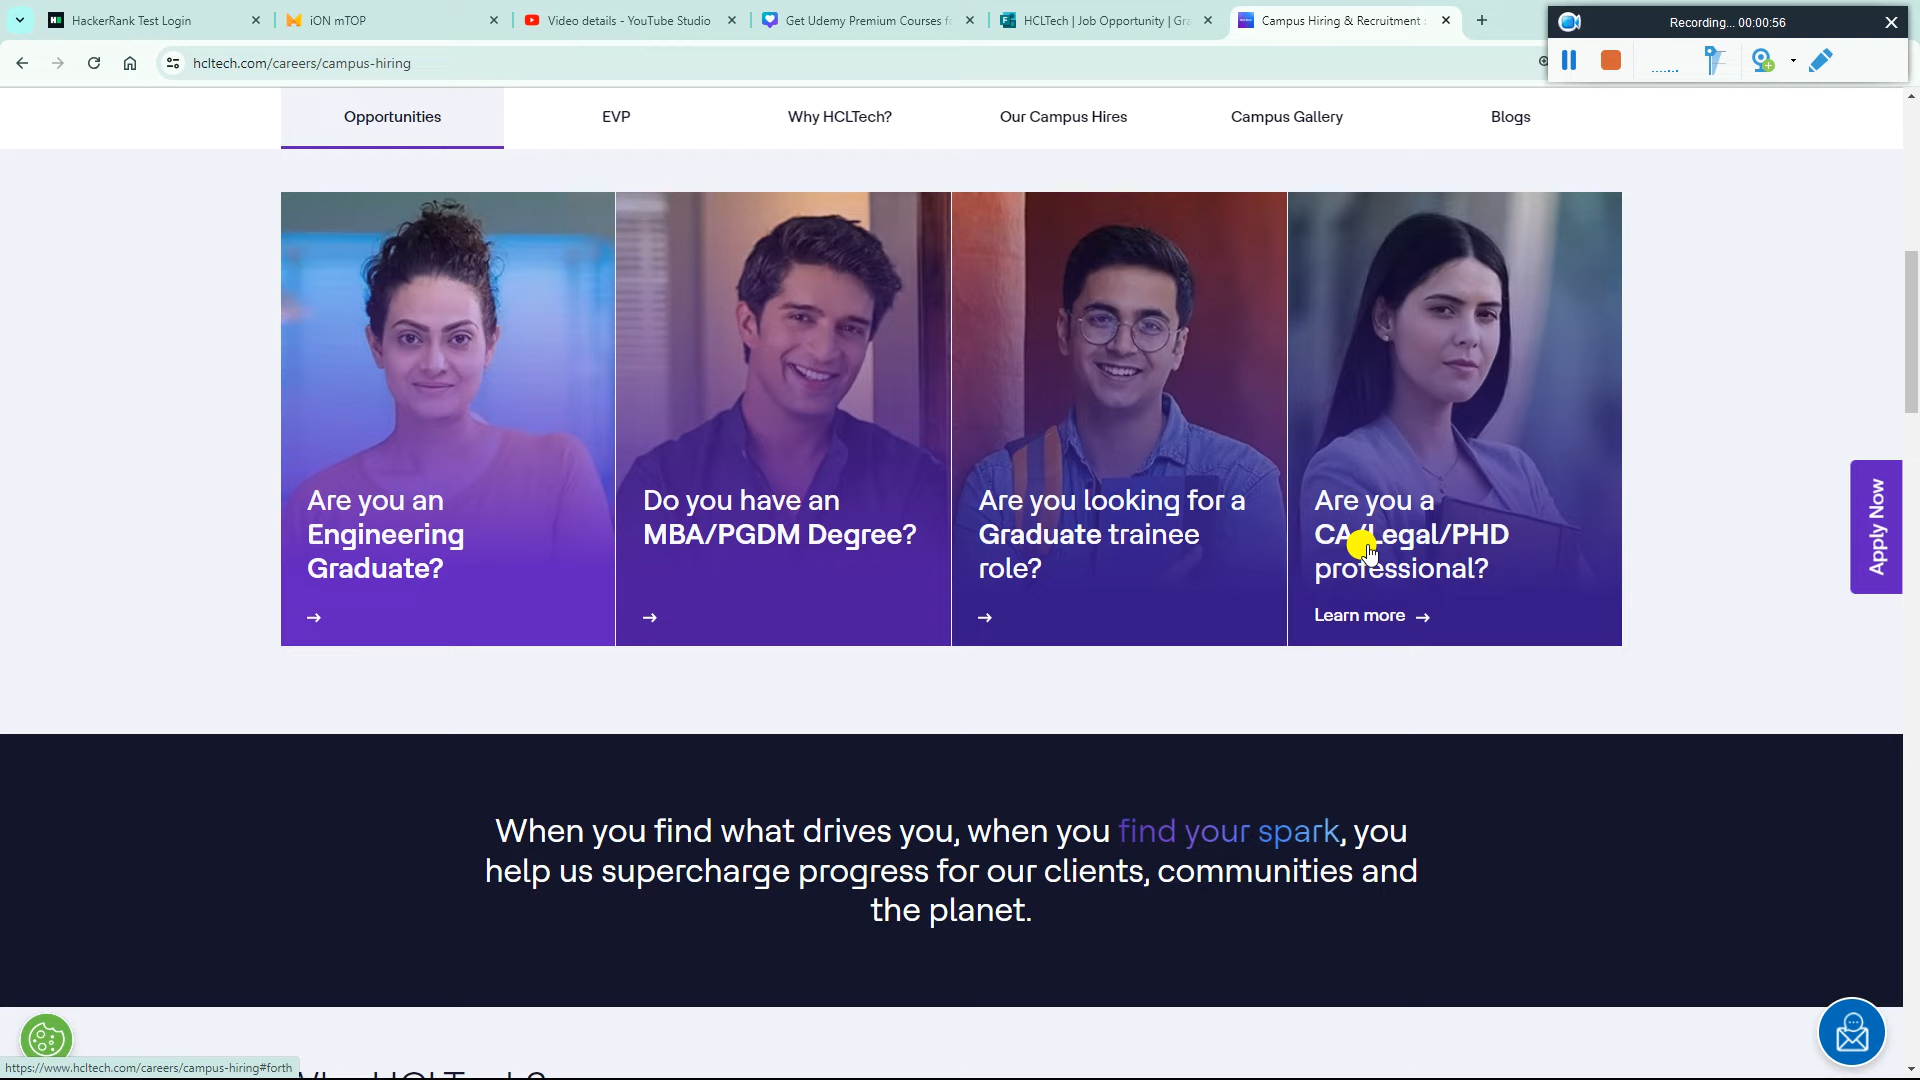 HackerRank Test Login
iON mTOP
Video details - YouTube Studio
Get Udemy Premium Courses f
HCLTech | Job Opportunity | Gra
Campus Hiring & Recruitment
Recording... 00:00:56
hcltech.com/careers/campus-hiring
Opportunities
EVP
Why HCLTech?
Our Campus Hires
Campus Gallery
Blogs
Are you an
Engineering
Graduate?
Do you have an
MBA/PGDM Degree?
Are you looking for a
Graduate trainee
role?
Are you a
CA/Legal/PHD
professional?
Learn more
Apply Now
When you find what drives you, when you find your spark, you
help us supercharge progress for our clients, communities and
the planet.
https://www.hcltech.com/careers/campus-hiring#forth